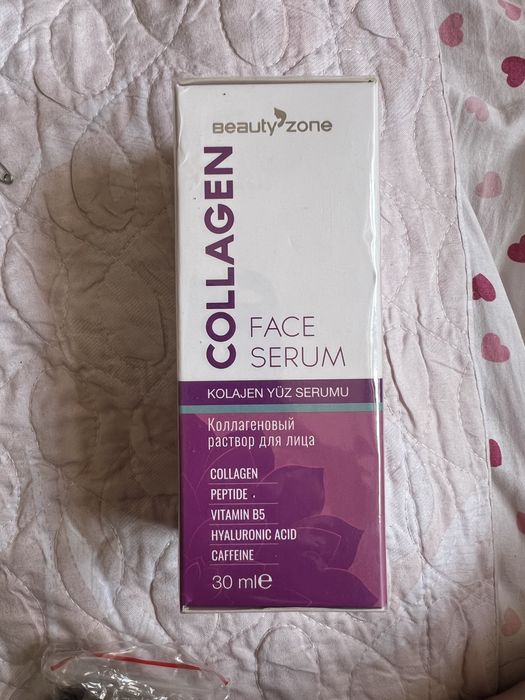 Beauty'zone
COLLAGEN
FACE
SERUM
KOLAJEN YÜZ SERUMU
Коллагеновый
раствор для лица
COLLAGEN
PEPTIDE
VITAMIN B5
HYALURONIC ACID
CAFFEINE
30 ml℮